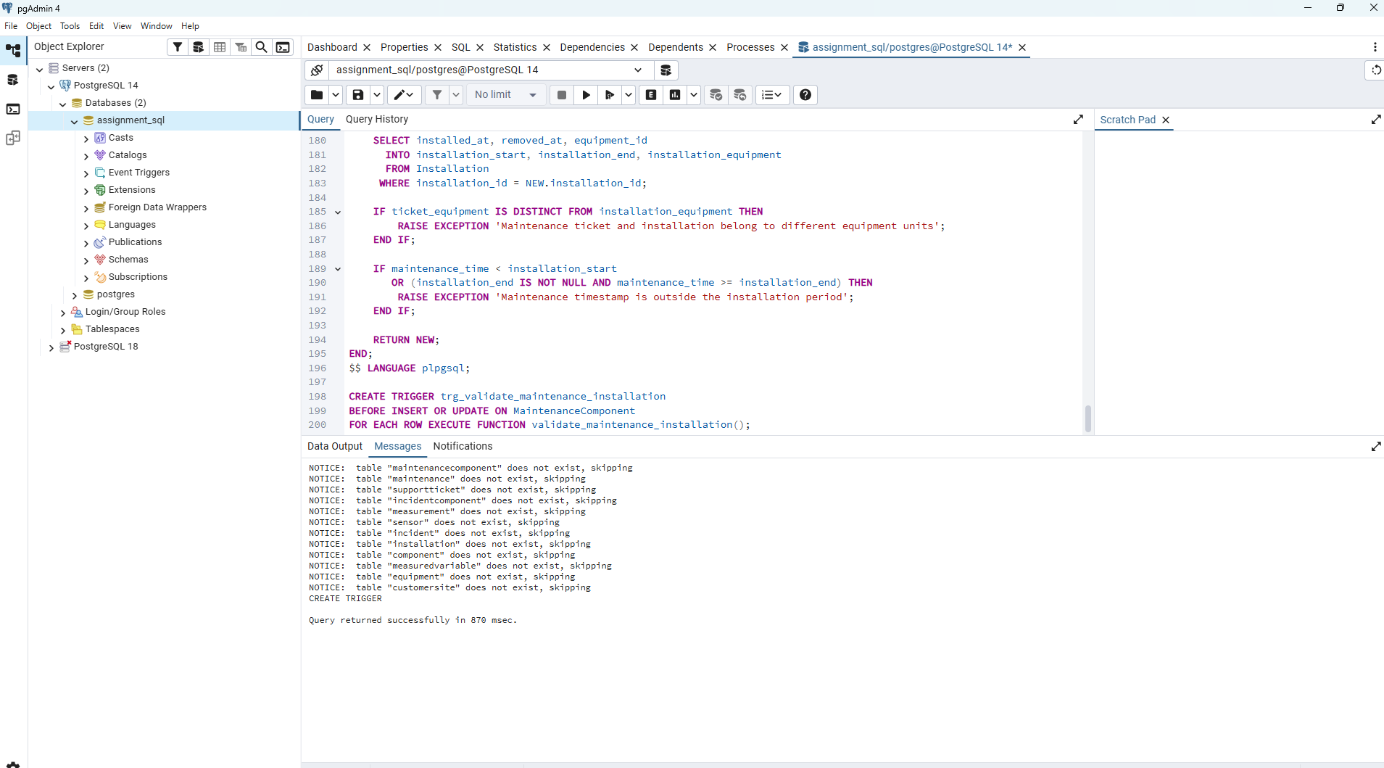 pgAdmin 4
File Object Tools Edit View Window Help
Object Explorer
Servers (2)
PostgreSQL 14
Databases (2)
assignment_sql
Casts
Catalogs
Event Triggers
Extensions
Foreign Data Wrappers
Languages
Publications
Schemas
Subscriptions
postgres
Login/Group Roles
Tablespaces
PostgreSQL 18
Dashboard Properties SQL Statistics Dependencies Dependents Processes assignment_sql/postgres@PostgreSQL 14*
assignment_sql/postgres@PostgreSQL 14
No limit
E
Query Query History
Scratch Pad
180 SELECT installed_at, removed_at, equipment_id
181 INTO installation_start, installation_end, installation_equipment
182 FROM Installation
183 WHERE installation_id = NEW.installation_id;
184
185 IF ticket_equipment IS DISTINCT FROM installation_equipment THEN
186 RAISE EXCEPTION 'Maintenance ticket and installation belong to different equipment units';
187 END IF;
188
189 IF maintenance_time < installation_start
190 OR (installation_end IS NOT NULL AND maintenance_time >= installation_end) THEN
191 RAISE EXCEPTION 'Maintenance timestamp is outside the installation period';
192 END IF;
193
194 RETURN NEW;
195 END;
196 $$ LANGUAGE plpgsql;
197
198 CREATE TRIGGER trg_validate_maintenance_installation
199 BEFORE INSERT OR UPDATE ON MaintenanceComponent
200 FOR EACH ROW EXECUTE FUNCTION validate_maintenance_installation();
Data Output Messages Notifications
NOTICE: table "maintenancecomponent" does not exist, skipping
NOTICE: table "maintenance" does not exist, skipping
NOTICE: table "supportticket" does not exist, skipping
NOTICE: table "incidentcomponent" does not exist, skipping
NOTICE: table "measurement" does not exist, skipping
NOTICE: table "sensor" does not exist, skipping
NOTICE: table "incident" does not exist, skipping
NOTICE: table "installation" does not exist, skipping
NOTICE: table "component" does not exist, skipping
NOTICE: table "measuredvariable" does not exist, skipping
NOTICE: table "equipment" does not exist, skipping
NOTICE: table "customersite" does not exist, skipping
CREATE TRIGGER
Query returned successfully in 870 msec.